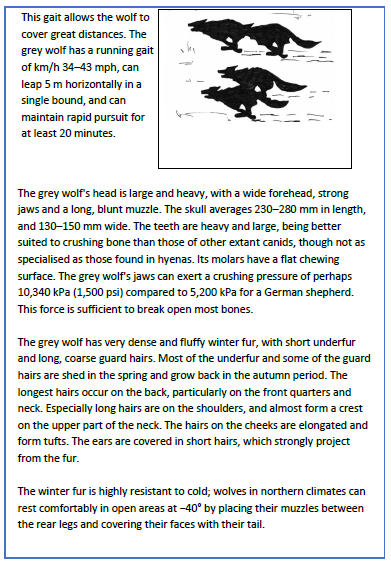 This gait allows the wolf to
cover great distances. The
grey wolf has a running gait
of km/h 34–43 mph, can
leap 5 m horizontally in a
single bound, and can
maintain rapid pursuit for
at least 20 minutes.
The grey wolf's head is large and heavy, with a wide forehead, strong
jaws and a long, blunt muzzle. The skull averages 230–280 mm in length,
and 130–150 mm wide. The teeth are heavy and large, being better
suited to crushing bone than those of other extant canids, though not as
specialised as those found in hyenas. Its molars have a flat chewing
surface. The grey wolf's jaws can exert a crushing pressure of perhaps
10,340 kPa (1,500 psi) compared to 5,200 kPa for a German shepherd.
This force is sufficient to break open most bones.
The grey wolf has very dense and fluffy winter fur, with short underfur
and long, coarse guard hairs. Most of the underfur and some of the guard
hairs are shed in the spring and grow back in the autumn period. The
longest hairs occur on the back, particularly on the front quarters and
neck. Especially long hairs are on the shoulders, and almost form a crest
on the upper part of the neck. The hairs on the cheeks are elongated and
form tufts. The ears are covered in short hairs, which strongly project
from the fur.
The winter fur is highly resistant to cold; wolves in northern climates can
rest comfortably in open areas at –40° by placing their muzzles between
the rear legs and covering their faces with their tail.